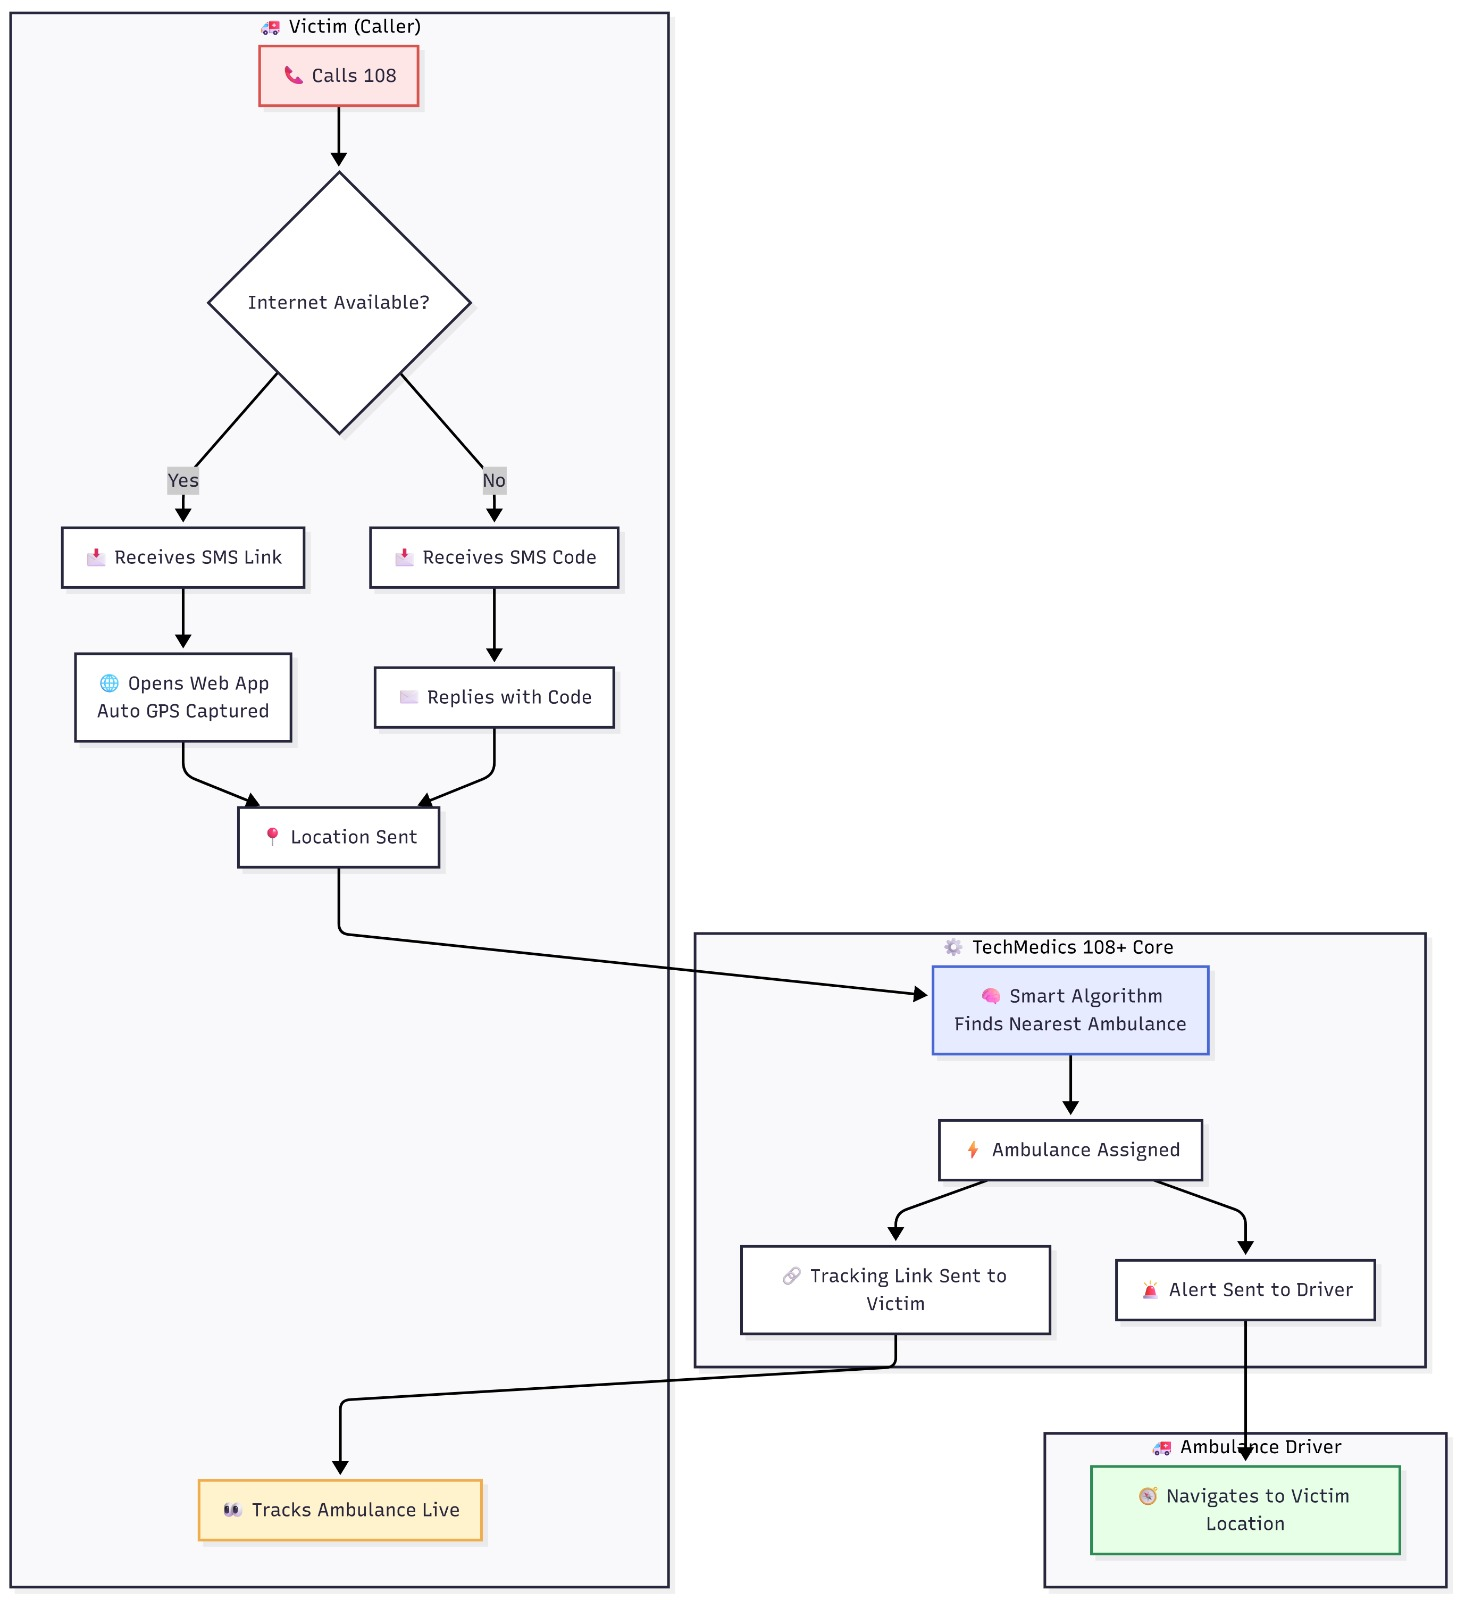 🚑 Victim (Caller)
📞 Calls 108
Internet Available?
Yes
No
📩 Receives SMS Link
📩 Receives SMS Code
🌐 Opens Web App
Auto GPS Captured
✉️ Replies with Code
📍 Location Sent
⚙️ TechMedics 108+ Core
🧠 Smart Algorithm
Finds Nearest Ambulance
⚡ Ambulance Assigned
🔗 Tracking Link Sent to
Victim
🚨 Alert Sent to Driver
🚑 Ambulance Driver
🧭 Navigates to Victim
Location
👀 Tracks Ambulance Live